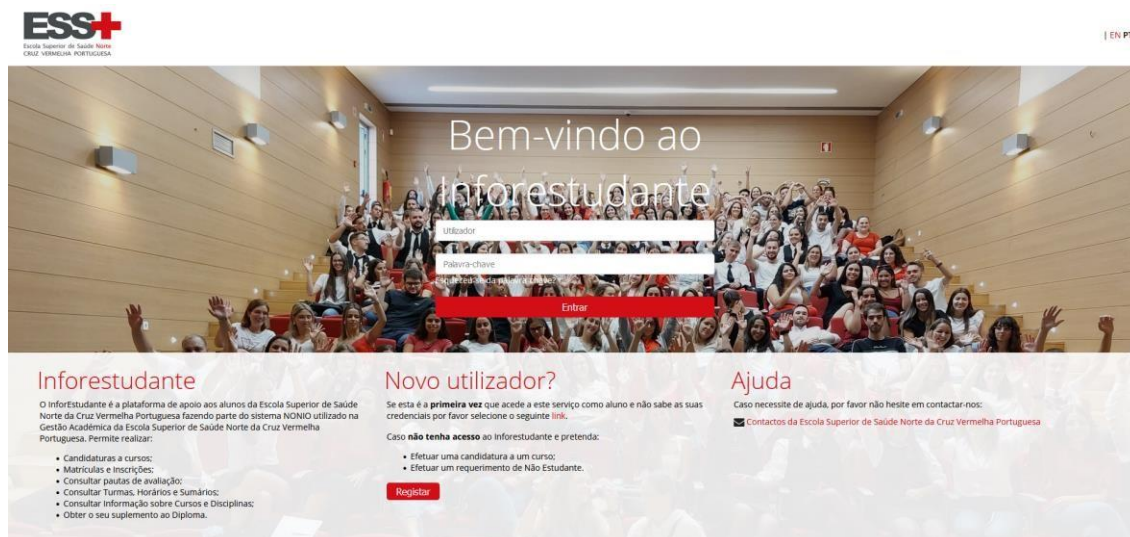 ESS+
Escola Superior de Saúde Norte
CRUZ VERMELHA PORTUGUESA
| EN PT
Bem-vindo ao
Inforestudante
Utilizador
Palavra-chave
Esqueceu-se da palavra chave?
Entrar
Inforestudante
O InforEstudante é a plataforma de apoio aos alunos da Escola Superior de Saúde
Norte da Cruz Vermelha Portuguesa fazendo parte do sistema NONIO utilizado na
Gestão Académica da Escola Superior de Saúde Norte da Cruz Vermelha
Portuguesa. Permite realizar:
• Candidaturas a cursos;
• Matrículas e Inscrições;
• Consultar pautas de avaliação;
• Consultar Turmas, Horários e Sumários;
• Consultar Informação sobre Cursos e Disciplinas;
• Obter o seu suplemento ao Diploma.
Novo utilizador?
Se esta é a primeira vez que acede a este serviço como aluno e não sabe as suas
credenciais por favor selecione o seguinte link.
Caso não tenha acesso ao Inforestudante e pretenda:
• Efetuar uma candidatura a um curso;
• Efetuar um requerimento de Não Estudante.
Registar
Ajuda
Caso necessite de ajuda, por favor não hesite em contactar-nos:
Contactos da Escola Superior de Saúde Norte da Cruz Vermelha Portuguesa